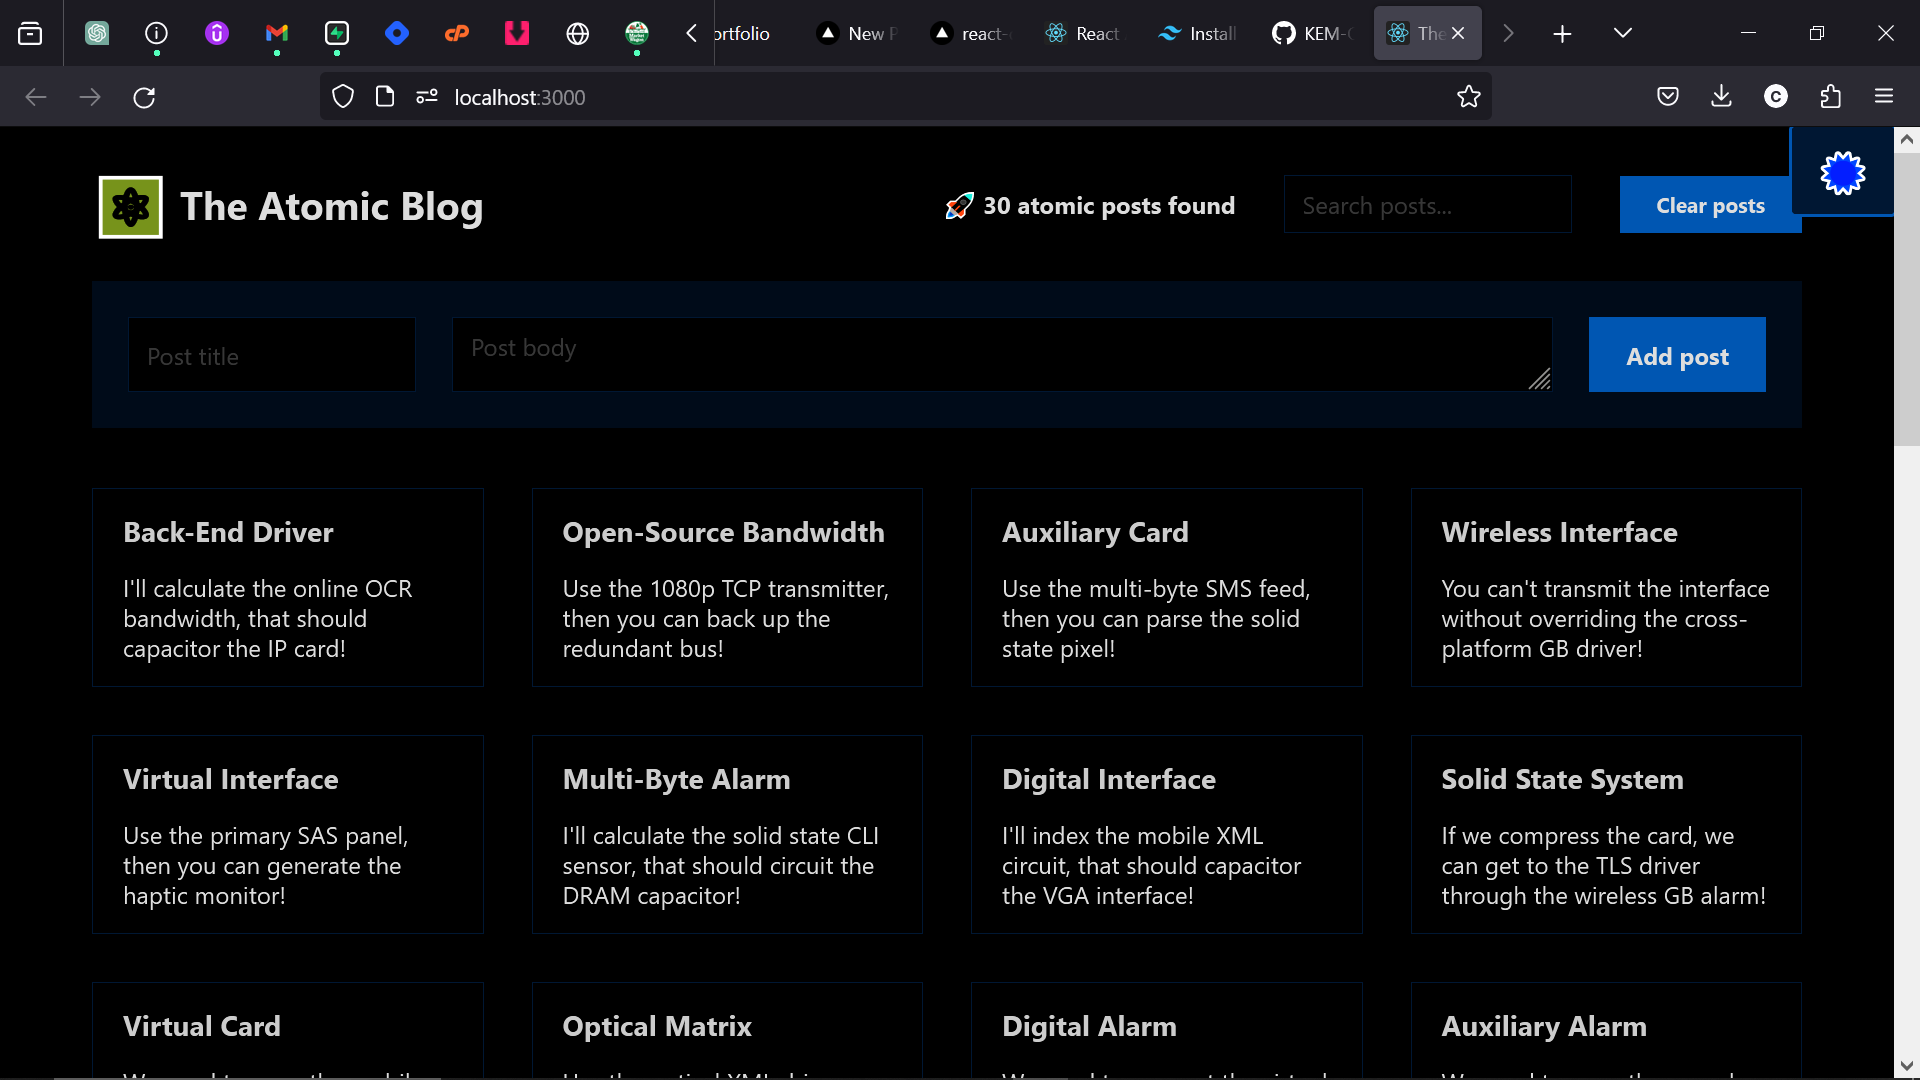 ortfolio
New P
react-
React
Install
KEM-C
The
localhost:3000
The Atomic Blog
🚀 30 atomic posts found
Search posts...
Clear posts
Post title
Post body
Add post
Back-End Driver
I'll calculate the online OCR
bandwidth, that should
capacitor the IP card!
Open-Source Bandwidth
Use the 1080p TCP transmitter,
then you can back up the
redundant bus!
Auxiliary Card
Use the multi-byte SMS feed,
then you can parse the solid
state pixel!
Wireless Interface
You can't transmit the interface
without overriding the cross-
platform GB driver!
Virtual Interface
Use the primary SAS panel,
then you can generate the
haptic monitor!
Multi-Byte Alarm
I'll calculate the solid state CLI
sensor, that should circuit the
DRAM capacitor!
Digital Interface
I'll index the mobile XML
circuit, that should capacitor
the VGA interface!
Solid State System
If we compress the card, we
can get to the TLS driver
through the wireless GB alarm!
Virtual Card
Optical Matrix
Digital Alarm
Auxiliary Alarm